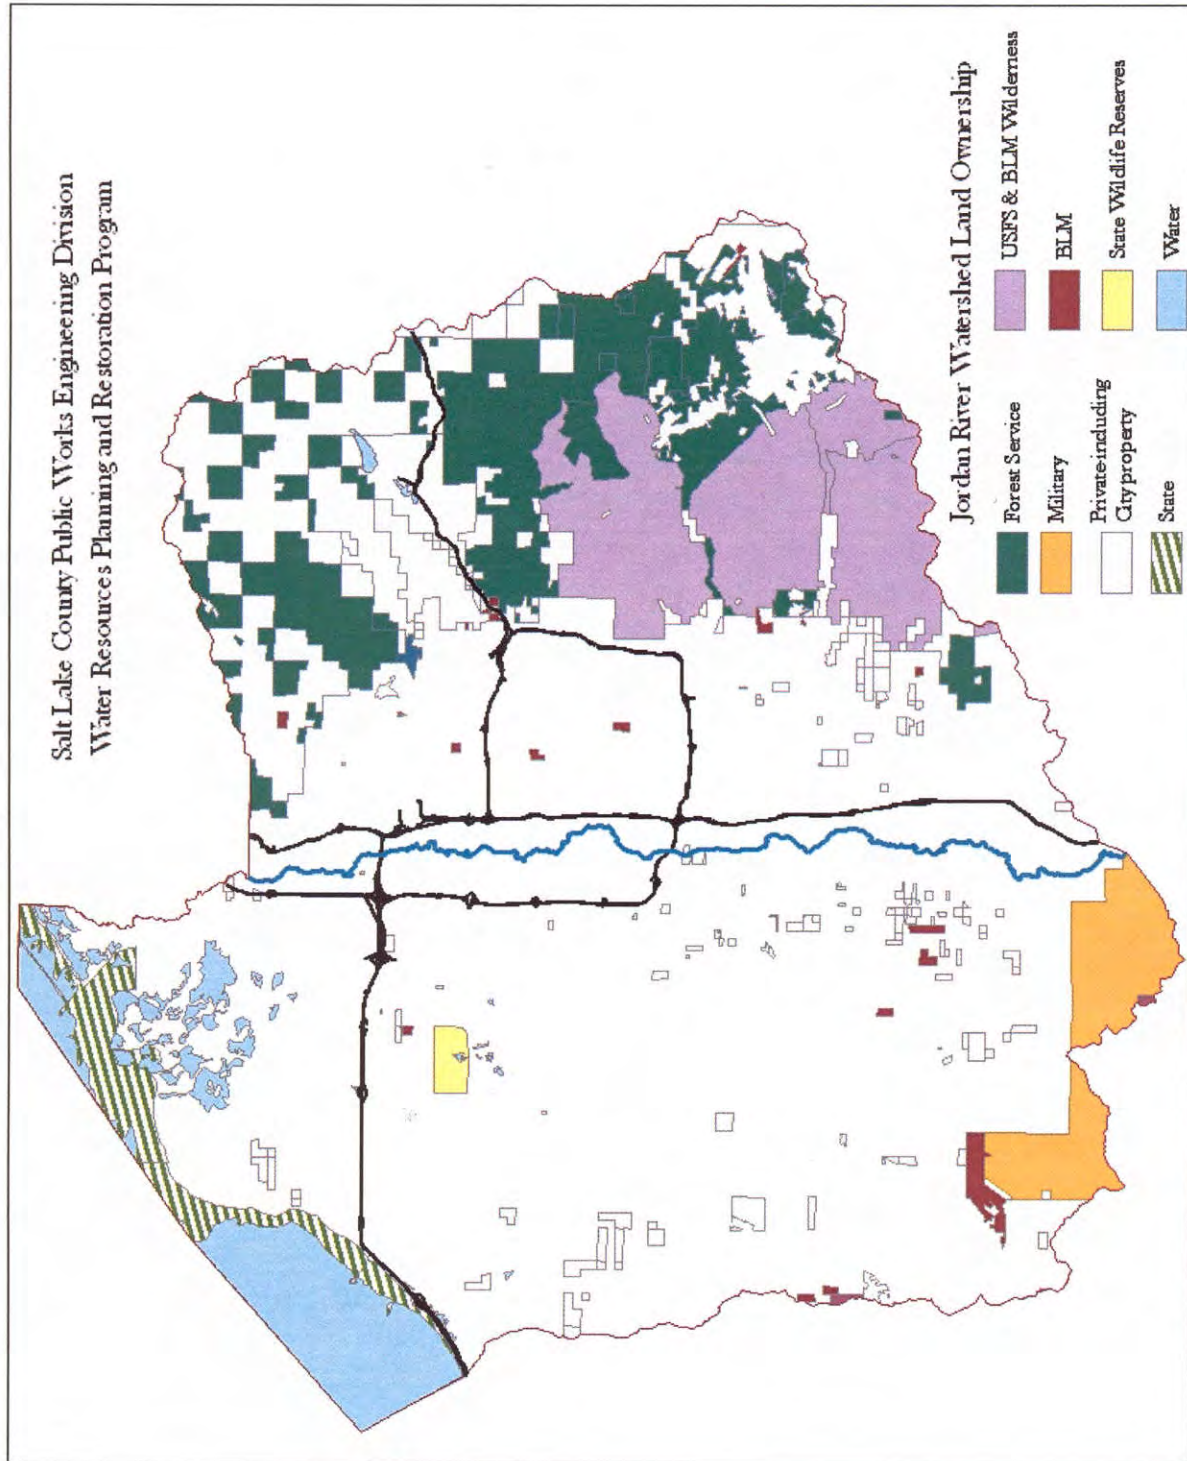 Salt Lake County Public Works Engineering Division
Water Resources Planning and Restoration Program
Jordan River Watershed Land Ownership
Forest Service
Military
Private-including
City property
State
USFS & BLM Wilderness
BLM
State Wildlife Reserves
Water